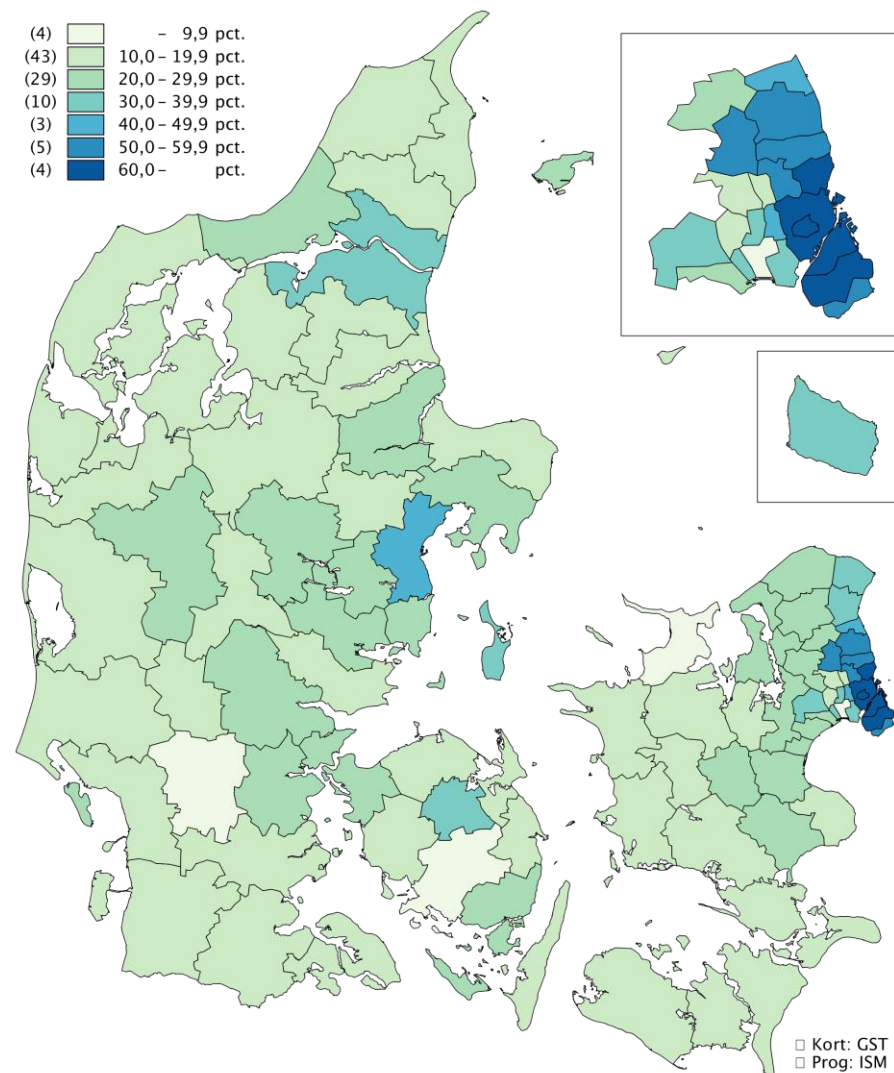 (4) – 9,9 pct.
(43) 10,0 – 19,9 pct.
(29) 20,0 – 29,9 pct.
(10) 30,0 – 39,9 pct.
(3) 40,0 – 49,9 pct.
(5) 50,0 – 59,9 pct.
(4) 60,0 – pct.
□ Kort: GST
□ Prog: ISM